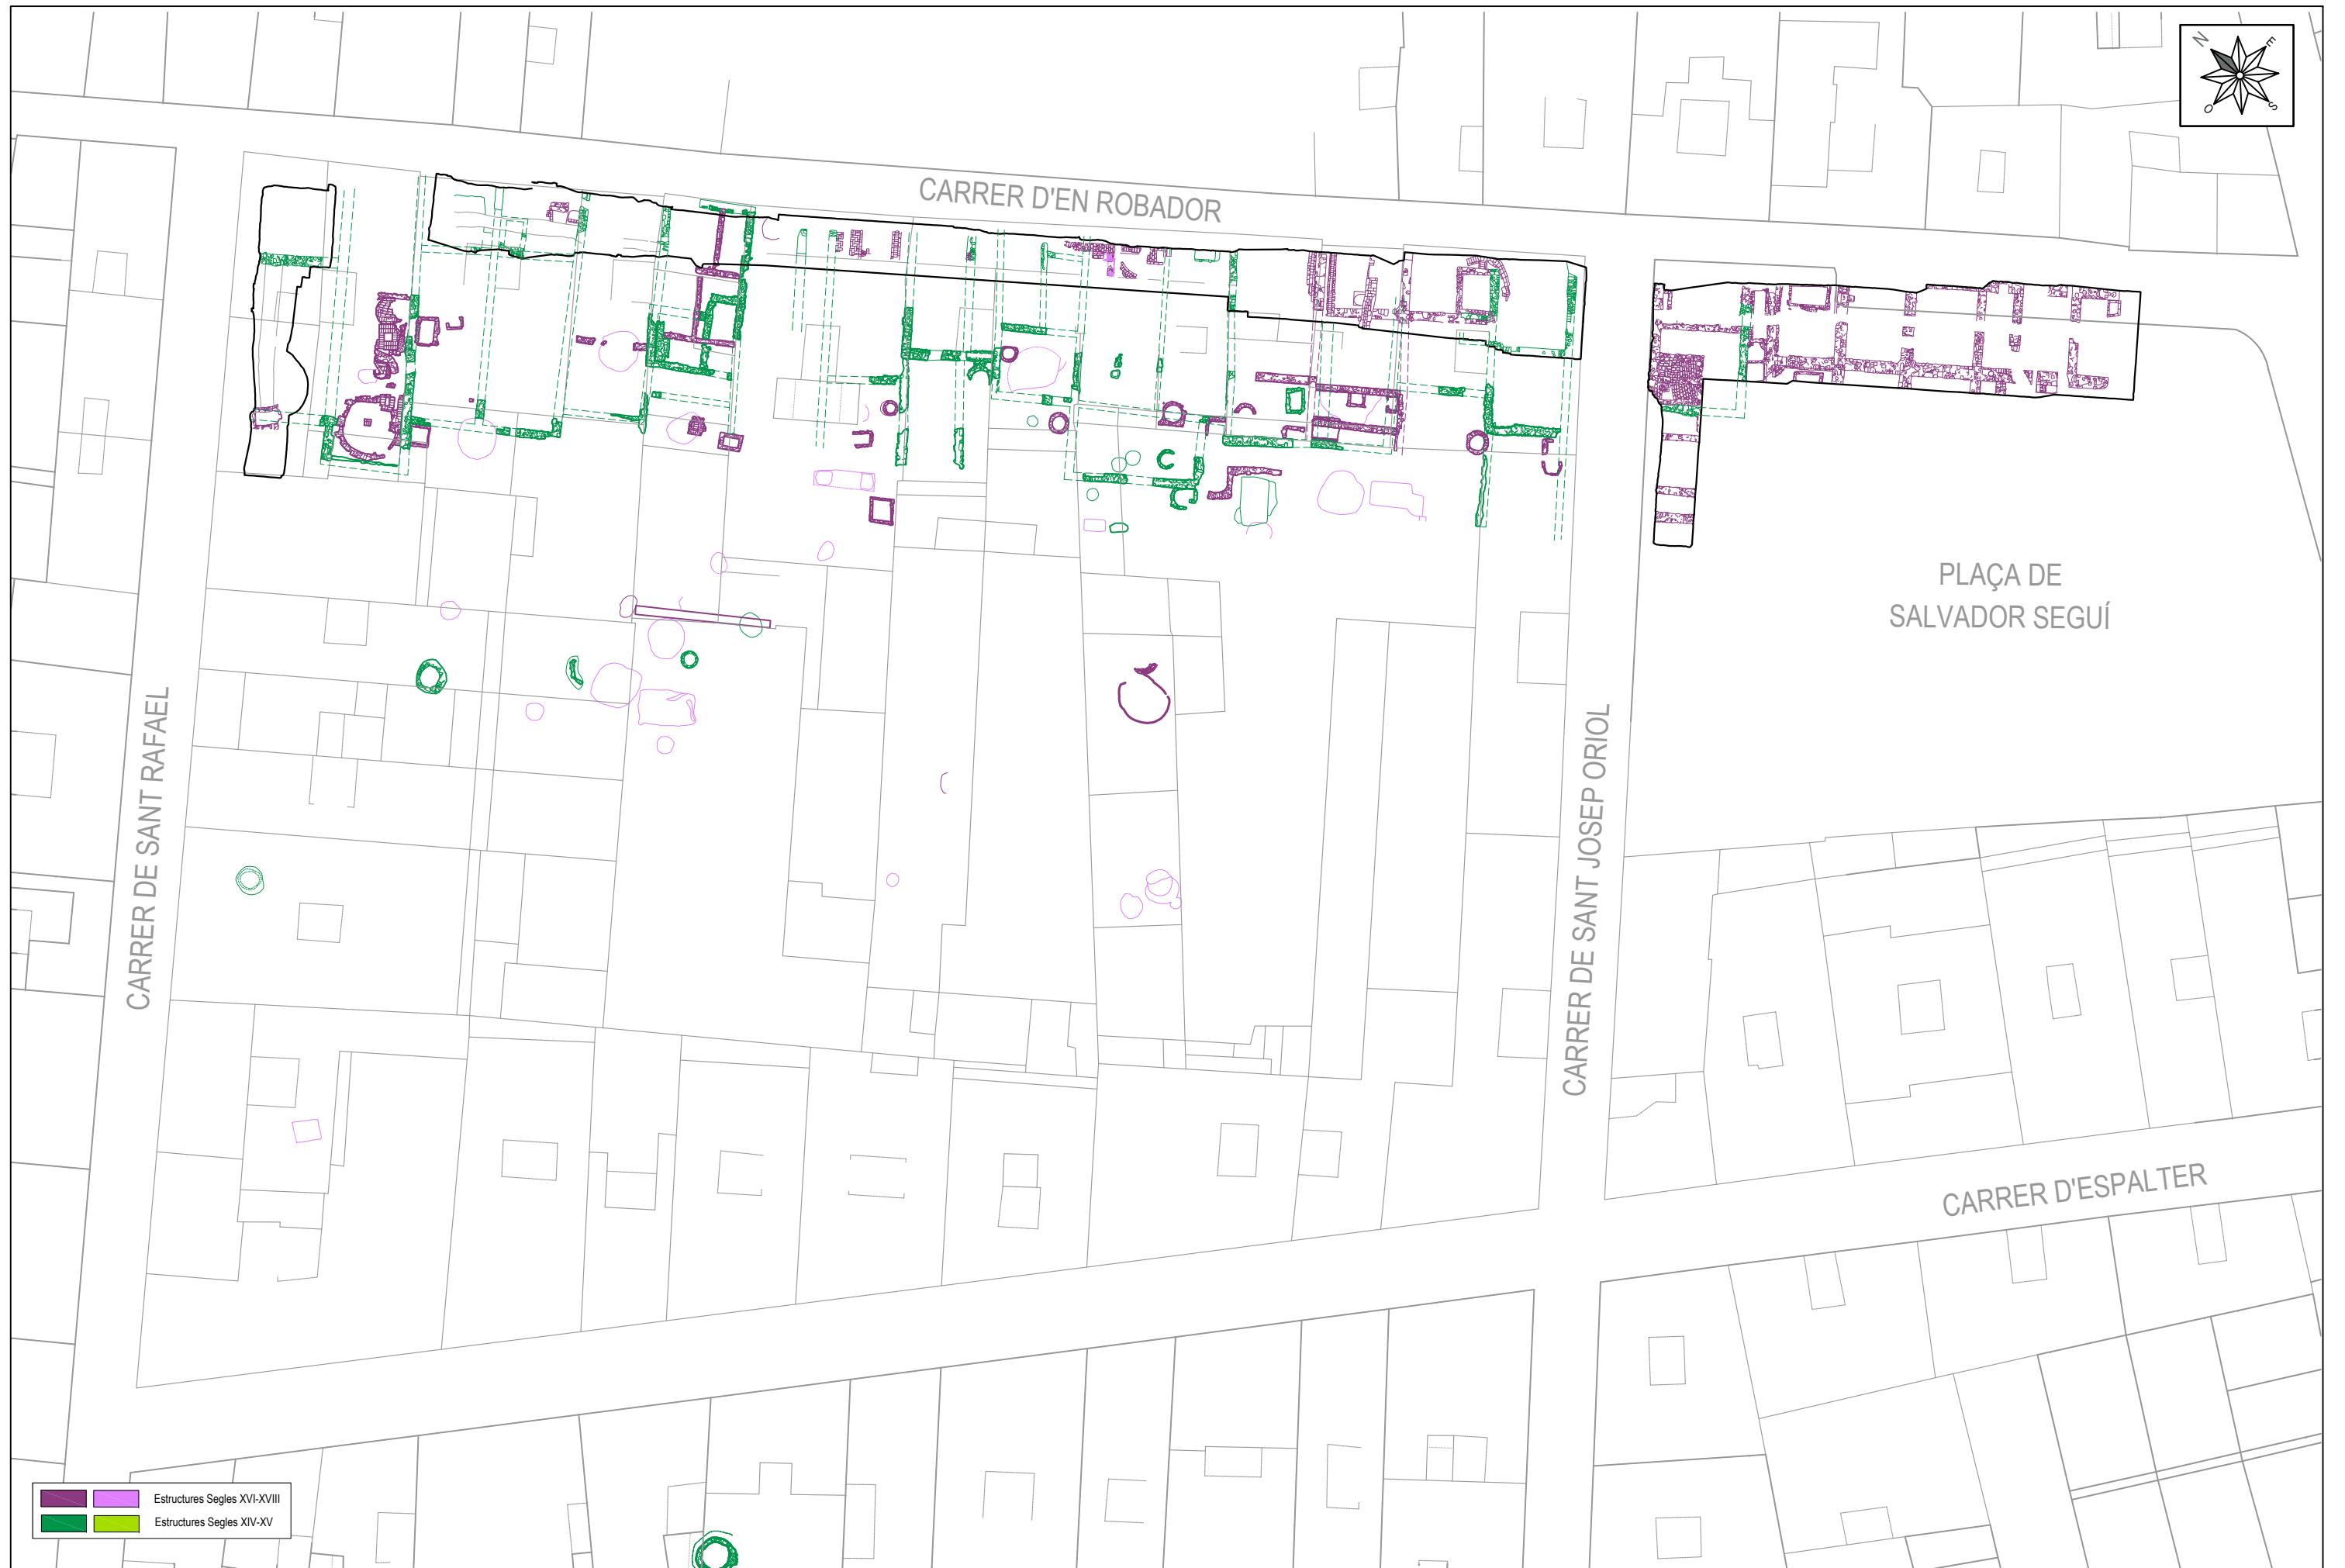 N
E
O
S
CARRER D'EN ROBADOR
PLAÇA DE
SALVADOR SEGUÍ
CARRER DE SANT RAFAEL
CARRER DE SANT JOSEP ORIOL
CARRER D'ESPALTER
Estructures Segles XVI-XVIII
Estructures Segles XIV-XV